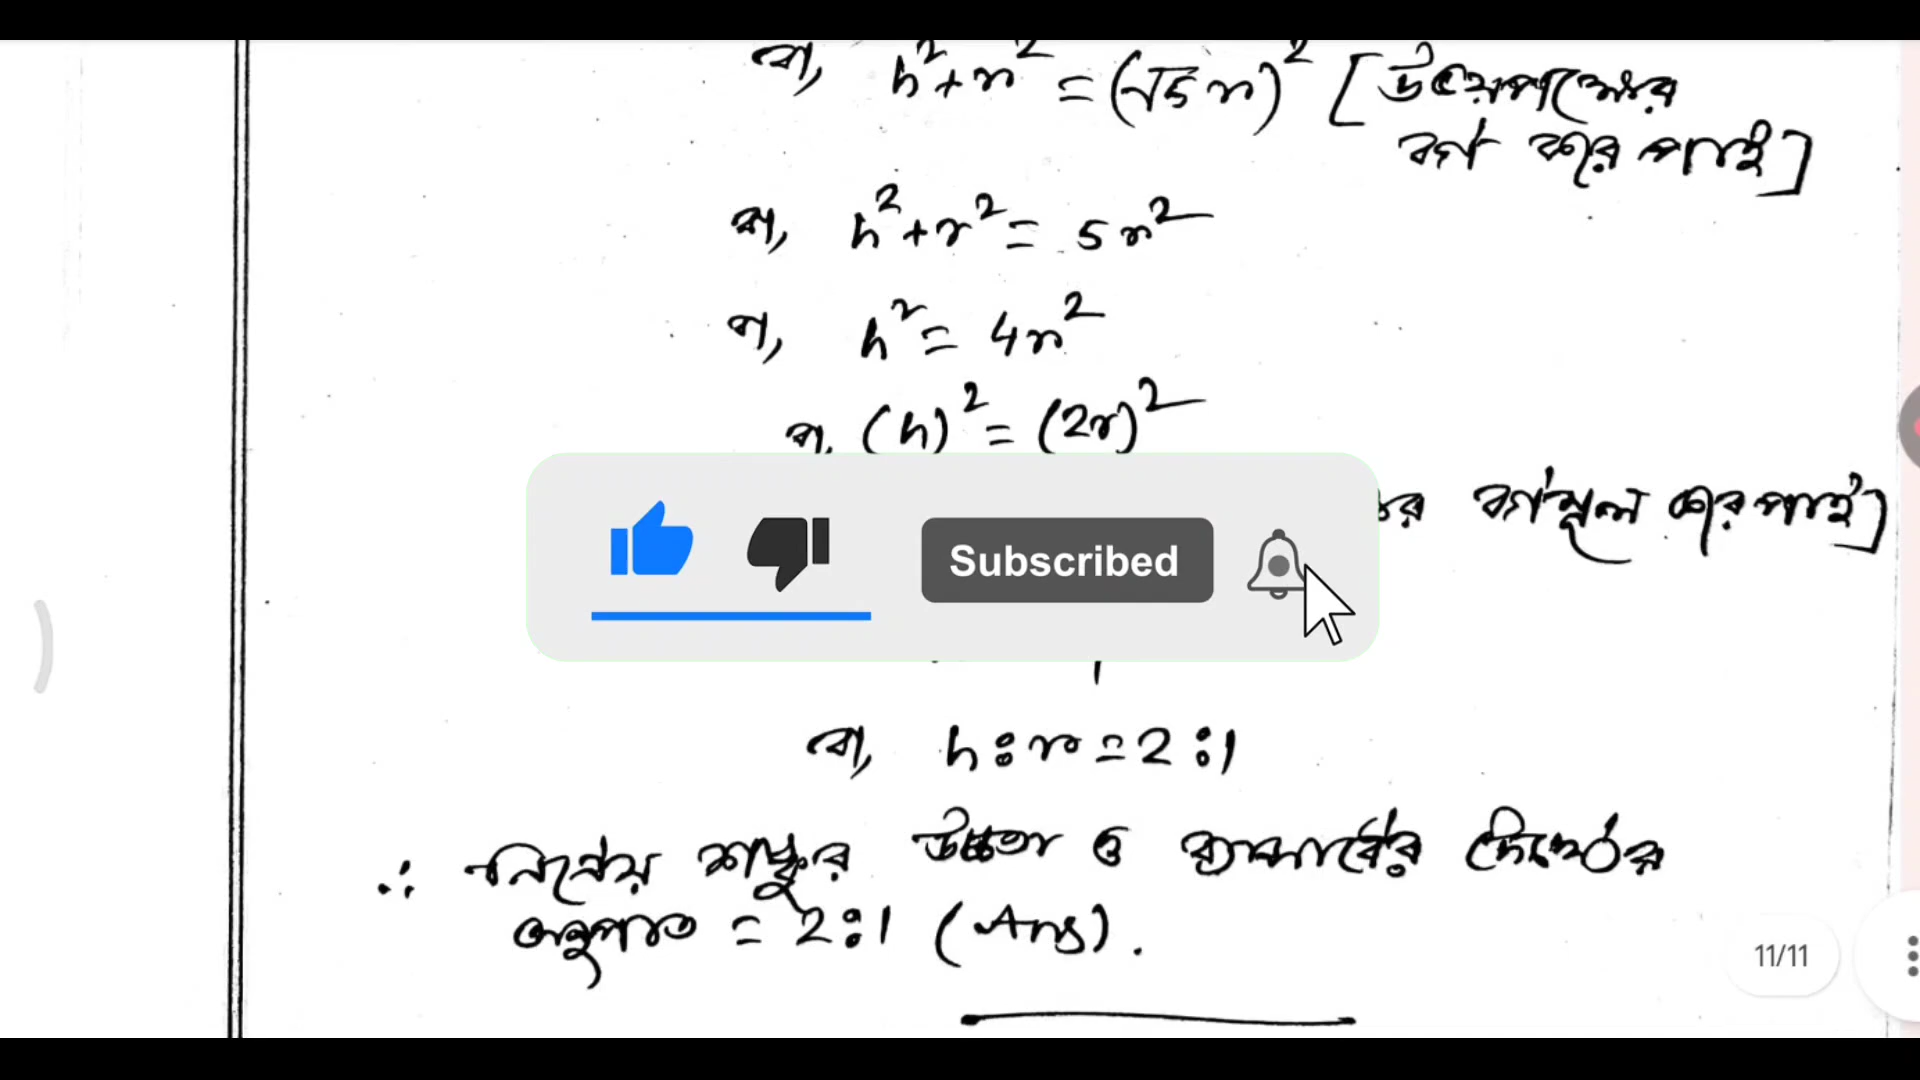 বা, h²+r² = (√5 r)² [উভয়পক্ষের
বর্গ করে পাই]
বা, h²+r² = 5r²
বা, h² = 4r²
বা, (h)² = (2r)²
বর্গমূল করে পাই]
Subscribed
বা, h : r = 2 : 1
∴ নির্নেয় শঙ্কুর উচ্চতা ও ব্যাসার্ধের দৈর্ঘ্যের
অনুপাত = 2 : 1 (Ans).
11/11